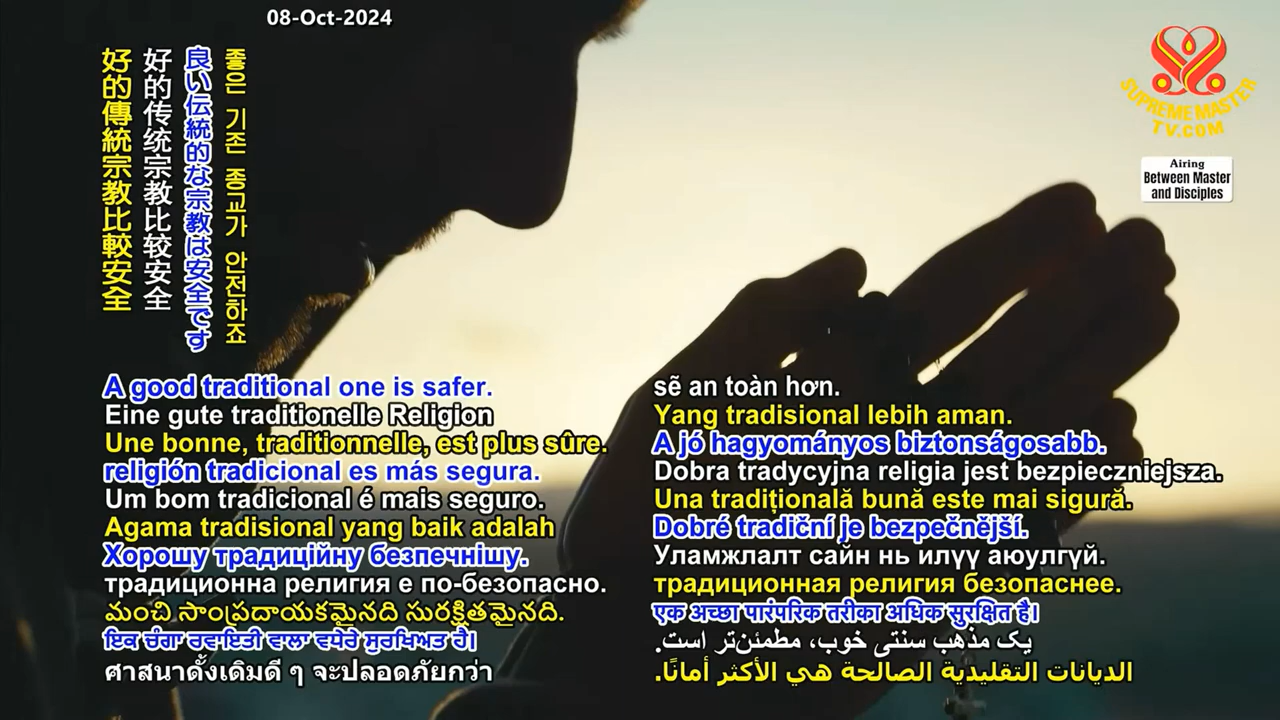 08-Oct-2024
SUPREME MASTER
TV.COM
Airing
Between Master
and Disciples
좋은 기존 종교가 안전하죠
良い伝統的な宗教は安全です
好的传统宗教比较安全
好的傳統宗教比較安全
A good traditional one is safer.
Eine gute traditionelle Religion
Une bonne, traditionnelle, est plus sûre.
religión tradicional es más segura.
Um bom tradicional é mais seguro.
Agama tradisional yang baik adalah
Хорошу традиційну безпечнішу.
традиционна религия е по-безопасно.
మంచి సాంప్రదాయకమైనది సురక్షితమైనది.
ਇਕ ਚੰਗਾ ਰਵਾਇਤੀ ਵਾਲਾ ਵਧੇਰੇ ਸੁਰਖਿਅਤ ਹੈ।
ศาสนาดั้งเดิมดี ๆ จะปลอดภัยกว่า
sẽ an toàn hơn.
Yang tradisional lebih aman.
A jó hagyományos biztonságosabb.
Dobra tradycyjna religia jest bezpieczniejsza.
Una tradițională bună este mai sigură.
Dobré tradiční je bezpečnější.
Уламжлалт сайн нь илүү аюулгүй.
традиционная религия безопаснее.
एक अच्छा पारंपरिक तरीका अधिक सुरक्षित है।
یک مذهب سنتی خوب، مطمئن‌تر است.
الديانات التقليدية الصالحة هي الأكثر أمانًا.